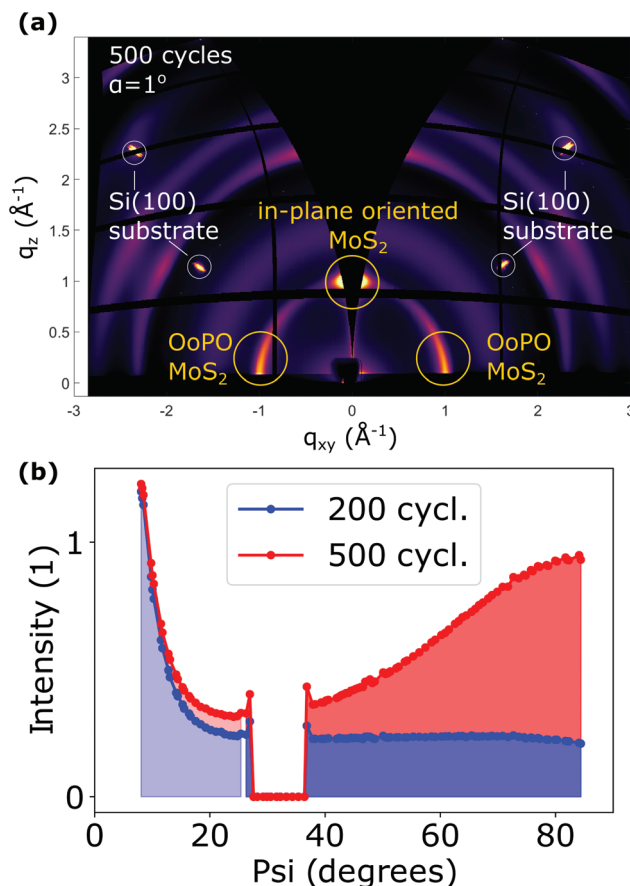 (a)
500 cycles
α=1°
Si(100)
substrate
in-plane oriented
MoS₂
Si(100)
substrate
OoPO
MoS₂
OoPO
MoS₂
q_z (Å⁻¹)
3
2.5
2
1.5
1
0.5
0
-3
-2
-1
0
1
2
3
q_xy (Å⁻¹)
(b)
200 cycl.
500 cycl.
Intensity (1)
1
0
0
20
40
60
80
Psi (degrees)